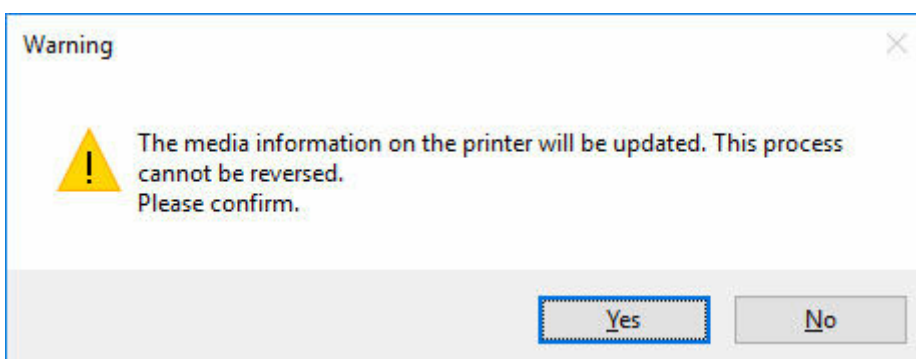 Warning
The media information on the printer will be updated. This process
cannot be reversed.
Please confirm.
Yes
No